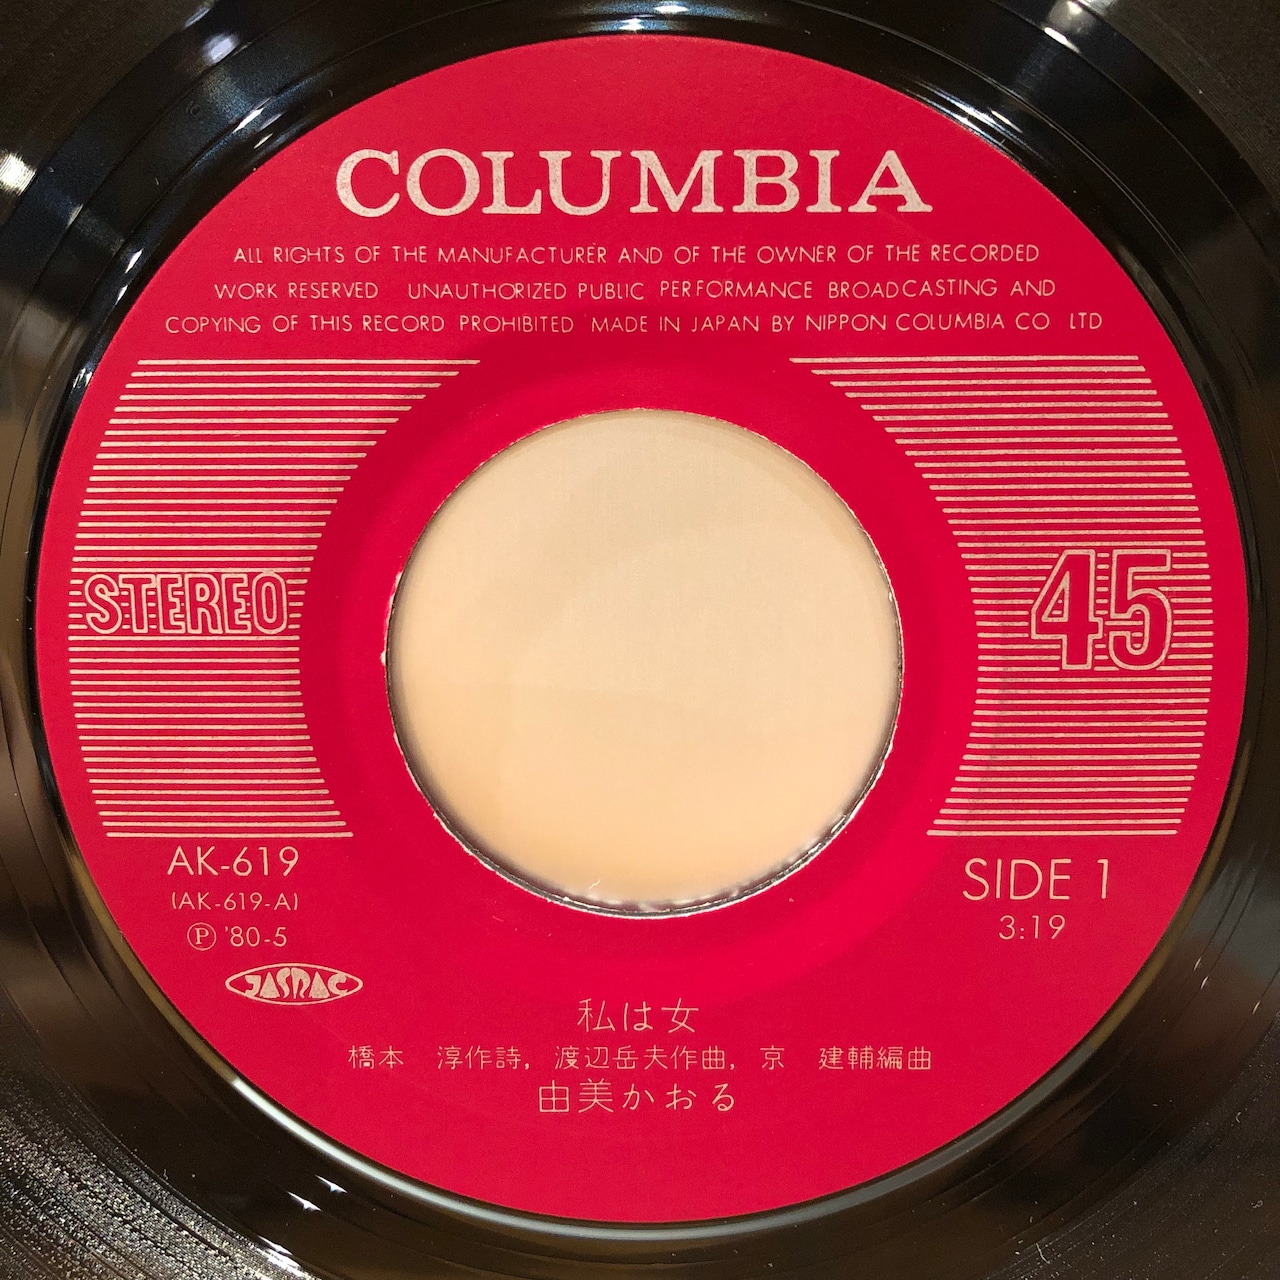 COLUMBIA
ALL RIGHTS OF THE MANUFACTURER AND OF THE OWNER OF THE RECORDED
WORK RESERVED UNAUTHORIZED PUBLIC PERFORMANCE BROADCASTING AND
COPYING OF THIS RECORD PROHIBITED MADE IN JAPAN BY NIPPON COLUMBIA CO LTD
STEREO
45
AK-619
(AK-619-A)
Ⓟ '80-5
JASRAC
SIDE 1
3:19
私は女
橋本 淳作詩, 渡辺岳夫作曲, 京 建輔編曲
由美かおる